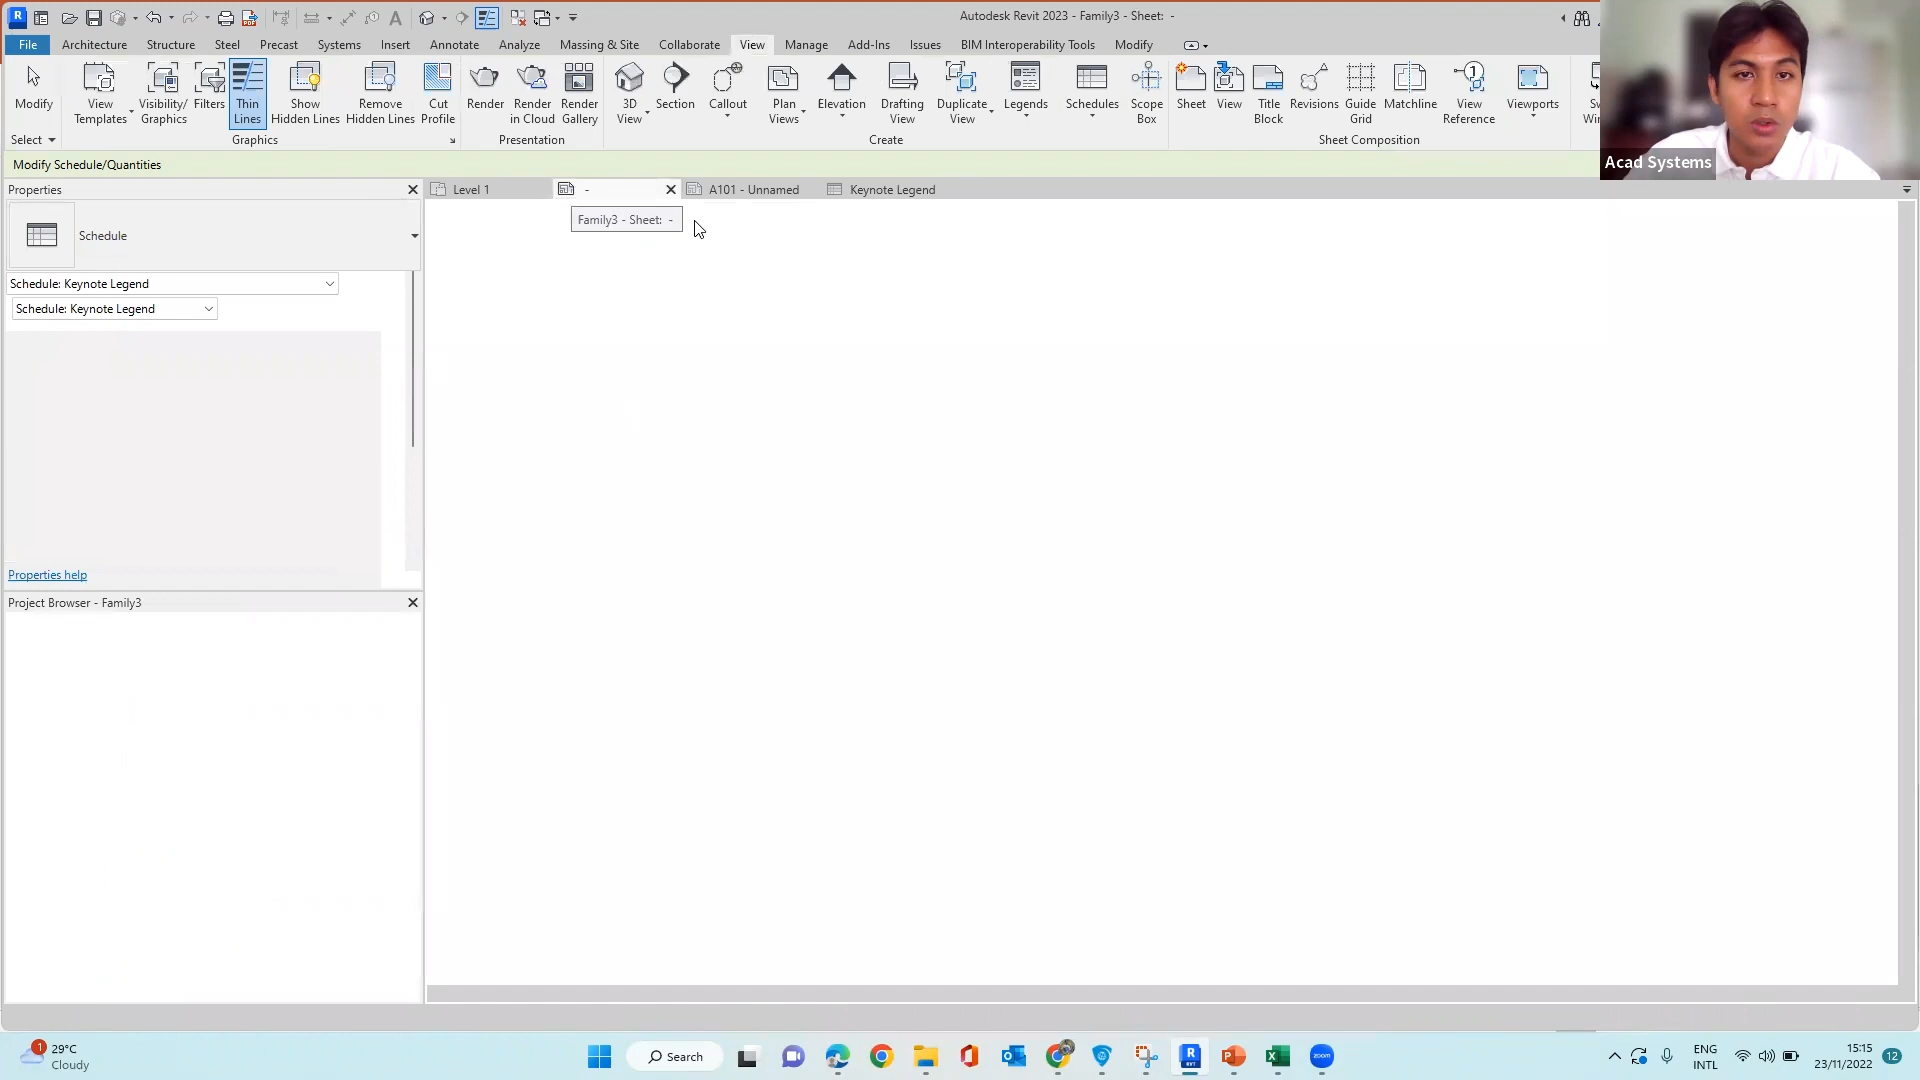 Autodesk Revit 2023 - Family3 - Sheet: -
File Architecture Structure Steel Precast Systems Insert Annotate Analyze Massing & Site Collaborate View Manage Add-Ins Issues BIM Interoperability Tools Modify
Modify
View Templates
Visibility/ Graphics
Filters
Thin Lines
Show Hidden Lines
Remove Hidden Lines
Cut Profile
Render
Render in Cloud
Render Gallery
3D View
Section
Callout
Plan Views
Elevation
Drafting View
Duplicate View
Legends
Schedules
Scope Box
Sheet
View
Title Block
Revisions
Guide Grid
Matchline
View Reference
Viewports
Select Graphics Presentation Create Sheet Composition
Acad Systems
Modify Schedule/Quantities
Properties
Level 1 - A101 - Unnamed Keynote Legend
Family3 - Sheet: -
Schedule
Schedule: Keynote Legend
Schedule: Keynote Legend
Properties help
Project Browser - Family3
1
29°C
Cloudy
Search
zoom
ENG
INTL
15:15
23/11/2022
12